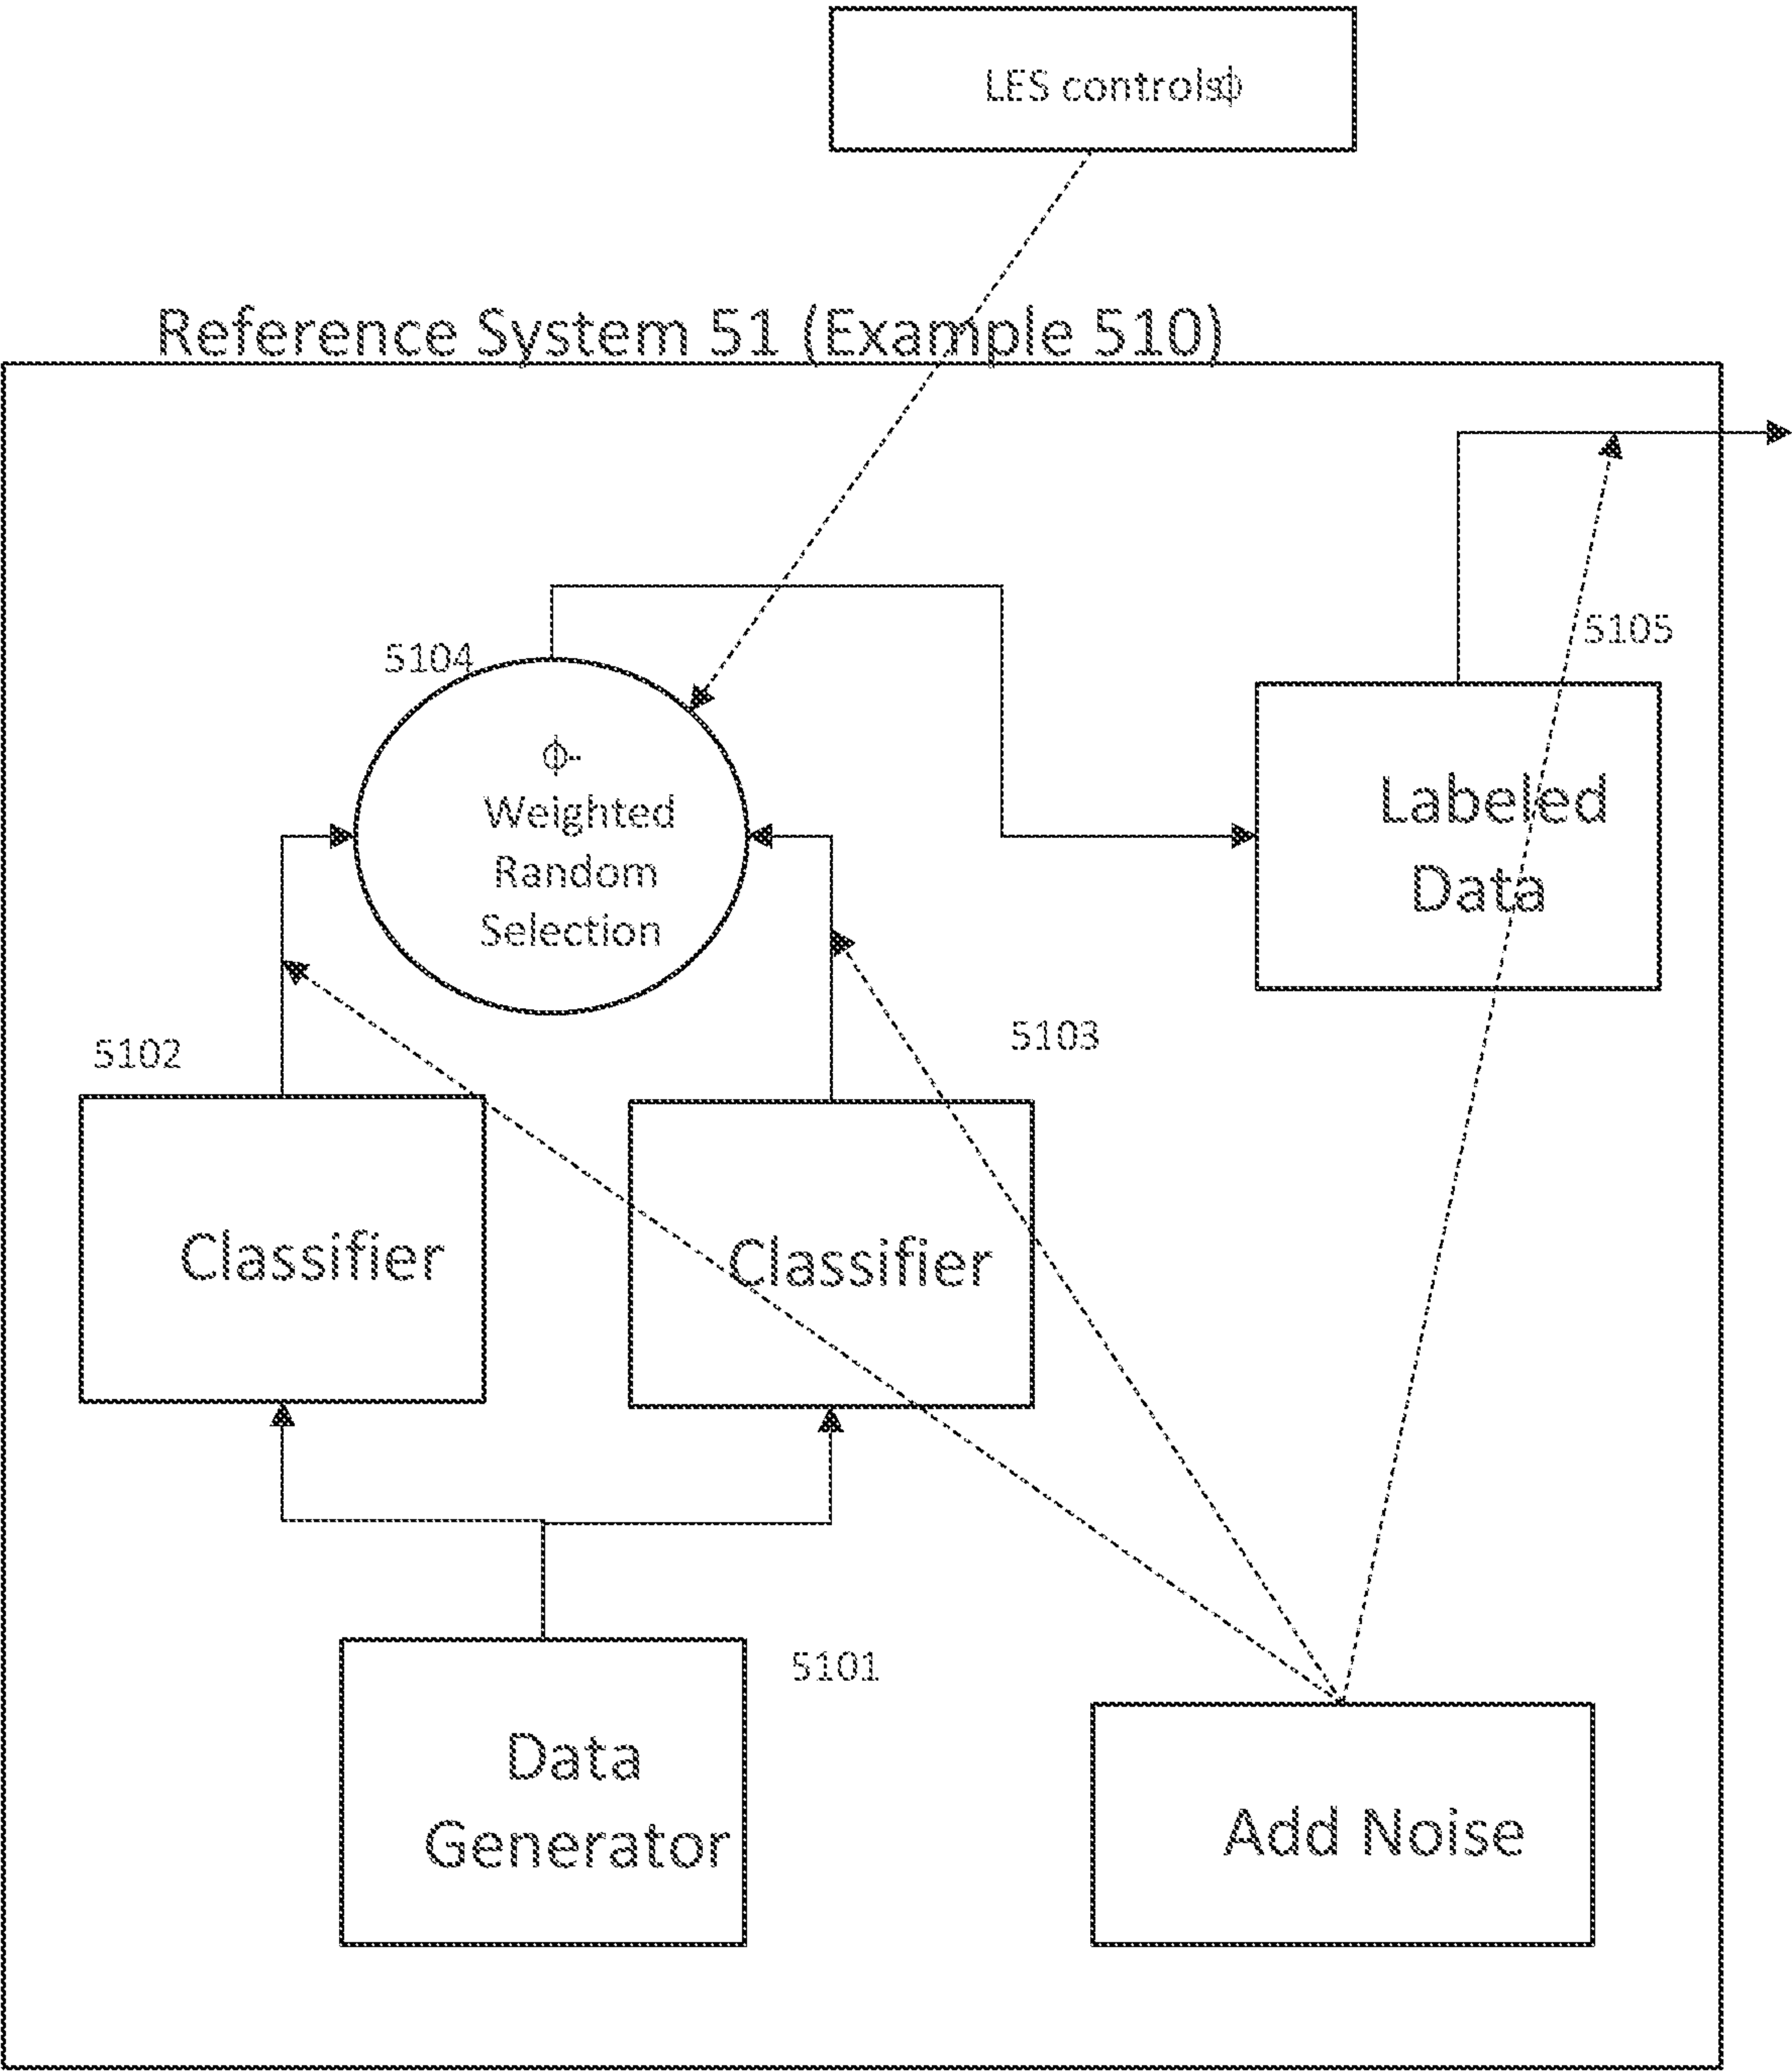 LES controlsϕ
Reference System 51 (Example 510)
5104
5105
ϕ-
Weighted
Random
Selection
Labeled
Data
5102
5103
Classifier
Classifier
5101
Data
Generator
Add Noise